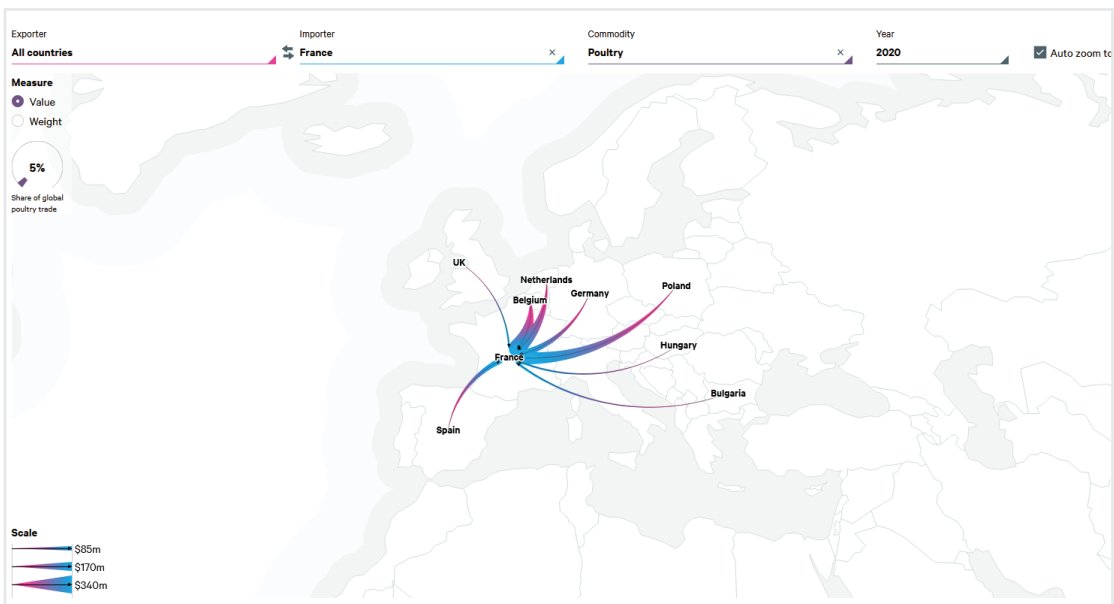 Exporter
Importer
Commodity
Year
All countries
France
×
Poultry
×
2020
Auto zoom to
Measure
Value
Weight
5%
Share of global
poultry trade
UK
Netherlands
Germany
Poland
Belgium
Hungary
France
Bulgaria
Spain
Scale
$85m
$170m
$340m